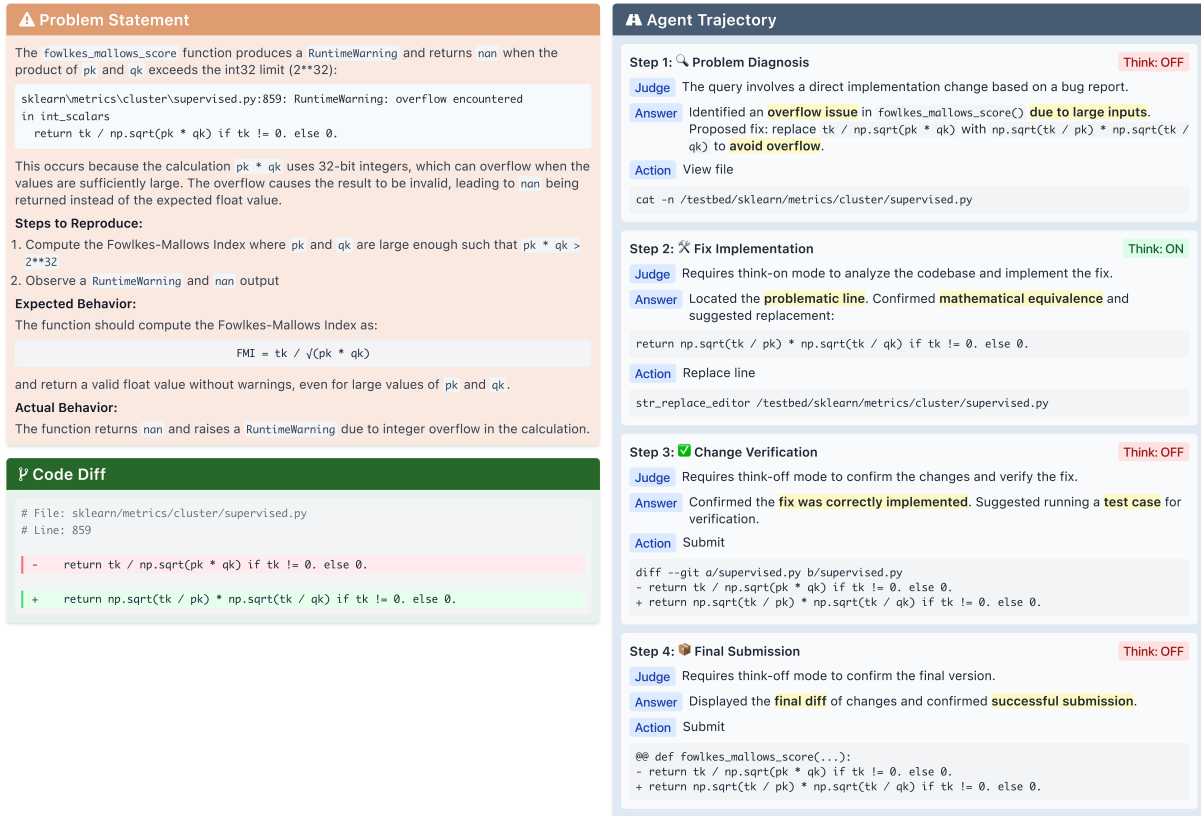 Problem Statement
The fowlkes_mallows_score function produces a RuntimeWarning and returns nan when the
product of pk and qk exceeds the int32 limit (2**32):
sklearn\metrics\cluster\supervised.py:859: RuntimeWarning: overflow encountered
in int_scalars
return tk / np.sqrt(pk * qk) if tk != 0. else 0.
This occurs because the calculation pk * qk uses 32-bit integers, which can overflow when the
values are sufficiently large. The overflow causes the result to be invalid, leading to nan being
returned instead of the expected float value.
Steps to Reproduce:
1. Compute the Fowlkes-Mallows Index where pk and qk are large enough such that pk * qk >
2**32
2. Observe a RuntimeWarning and nan output
Expected Behavior:
The function should compute the Fowlkes-Mallows Index as:
FMI = tk / √(pk * qk)
and return a valid float value without warnings, even for large values of pk and qk.
Actual Behavior:
The function returns nan and raises a RuntimeWarning due to integer overflow in the calculation.
Code Diff
# File: sklearn/metrics/cluster/supervised.py
# Line: 859
- return tk / np.sqrt(pk * qk) if tk != 0. else 0.
+ return np.sqrt(tk / pk) * np.sqrt(tk / qk) if tk != 0. else 0.
Agent Trajectory
Step 1: 🔍 Problem Diagnosis Think: OFF
Judge The query involves a direct implementation change based on a bug report.
Answer Identified an overflow issue in fowlkes_mallows_score() due to large inputs.
Proposed fix: replace tk / np.sqrt(pk * qk) with np.sqrt(tk / pk) * np.sqrt(tk /
qk) to avoid overflow.
Action View file
cat -n /testbed/sklearn/metrics/cluster/supervised.py
Step 2: 🛠 Fix Implementation Think: ON
Judge Requires think-on mode to analyze the codebase and implement the fix.
Answer Located the problematic line. Confirmed mathematical equivalence and
suggested replacement:
return np.sqrt(tk / pk) * np.sqrt(tk / qk) if tk != 0. else 0.
Action Replace line
str_replace_editor /testbed/sklearn/metrics/cluster/supervised.py
Step 3: ✅ Change Verification Think: OFF
Judge Requires think-off mode to confirm the changes and verify the fix.
Answer Confirmed the fix was correctly implemented. Suggested running a test case for
verification.
Action Submit
diff --git a/supervised.py b/supervised.py
- return tk / np.sqrt(pk * qk) if tk != 0. else 0.
+ return np.sqrt(tk / pk) * np.sqrt(tk / qk) if tk != 0. else 0.
Step 4: 📦 Final Submission Think: OFF
Judge Requires think-off mode to confirm the final version.
Answer Displayed the final diff of changes and confirmed successful submission.
Action Submit
@@ def fowlkes_mallows_score(...):
- return tk / np.sqrt(pk * qk) if tk != 0. else 0.
+ return np.sqrt(tk / pk) * np.sqrt(tk / qk) if tk != 0. else 0.